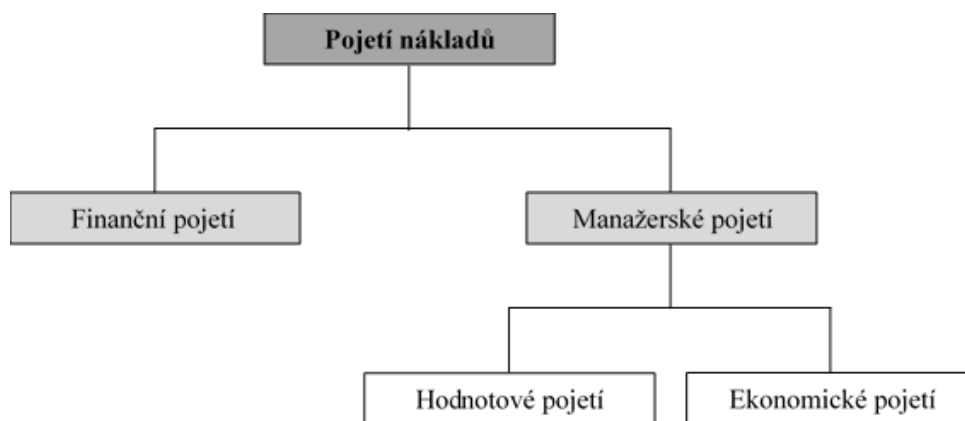 Pojetí nákladů
Finanční pojetí
Manažerské pojetí
Hodnotové pojetí
Ekonomické pojetí